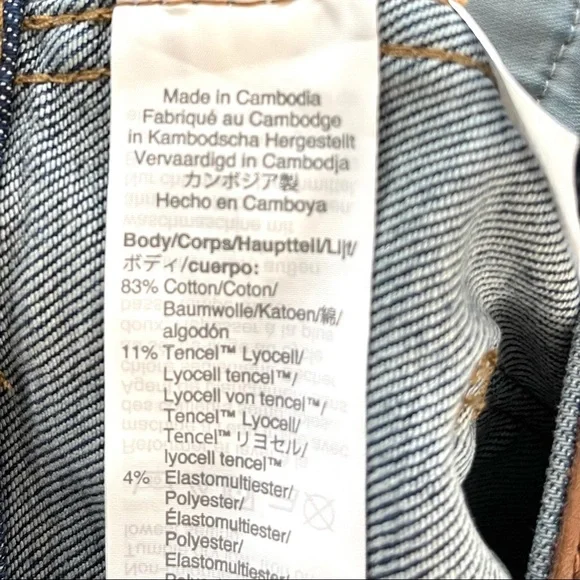 Made in Cambodia
Fabriqué au Cambodge
in Kambodscha Hergestellt
Vervaardigd in Cambodja
カンボジア製
Hecho en Camboya
Body/Corps/Hauptteil/Lijf/
ボディ/cuerpo:
83% Cotton/Coton/
Baumwolle/Katoen/綿/
algodón
11% Tencel™ Lyocell/
Lyocell tencel™/
Lyocell von tencel™/
Tencel™ Lyocell/
Tencel™ リヨセル/
lyocell tencel™
4% Elastomultiester/
Polyester/
Élastomultiester/
Polyester/
Elastomultiester/
Polyester/